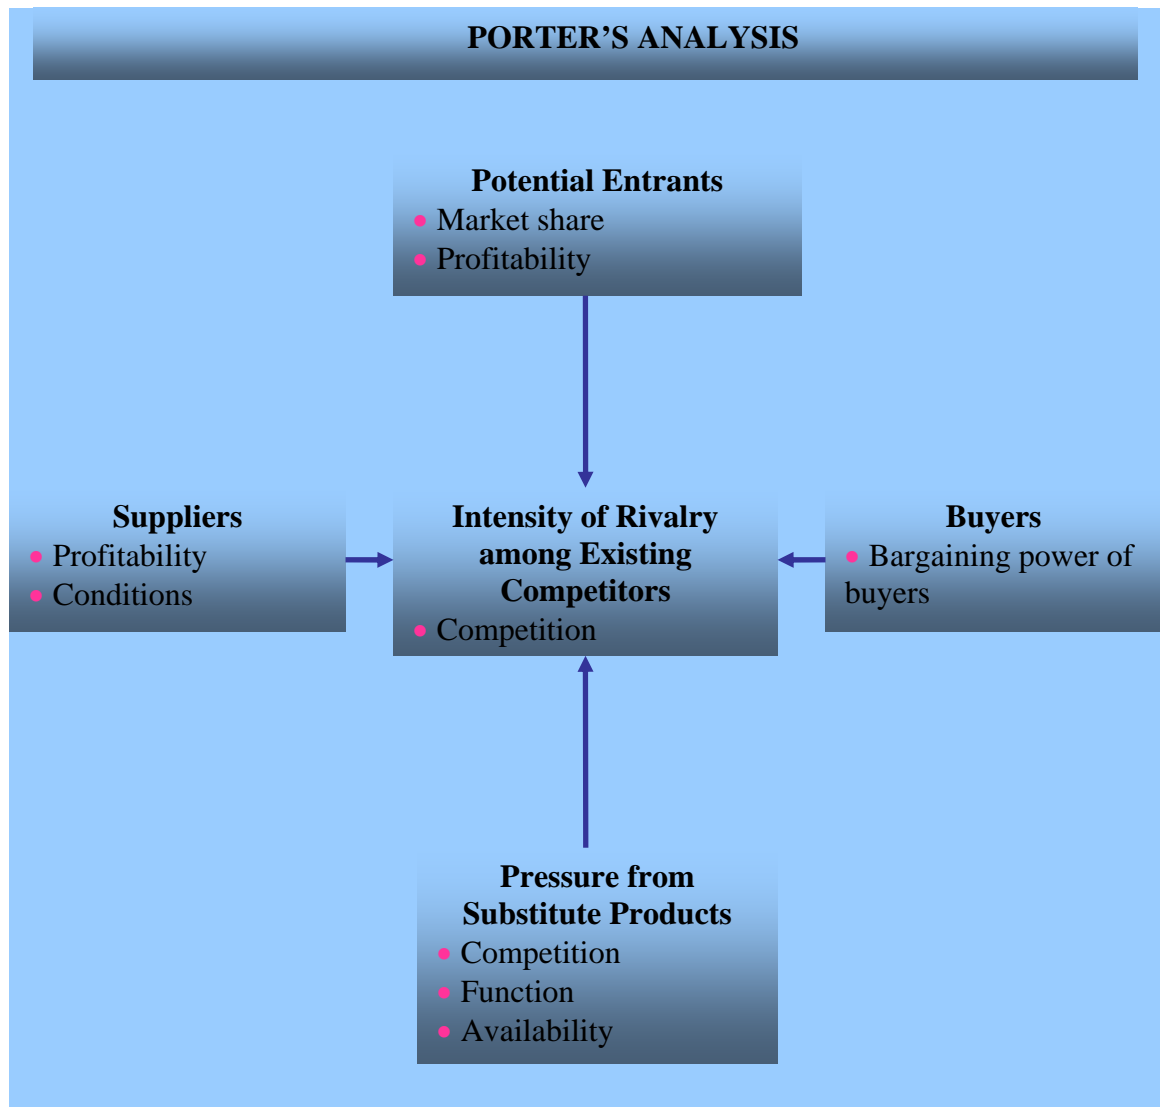 PORTER’S ANALYSIS
Potential Entrants
• Market share
• Profitability
Suppliers
• Profitability
• Conditions
Intensity of Rivalry
among Existing
Competitors
• Competition
Buyers
• Bargaining power of
buyers
Pressure from
Substitute Products
• Competition
• Function
• Availability